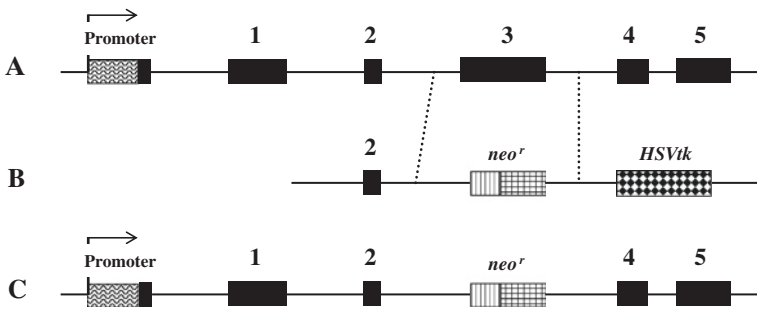 1 2 3 4 5
Promoter
A
2 neo r HSVtk
B
1 2 neo r 4 5
Promoter
C